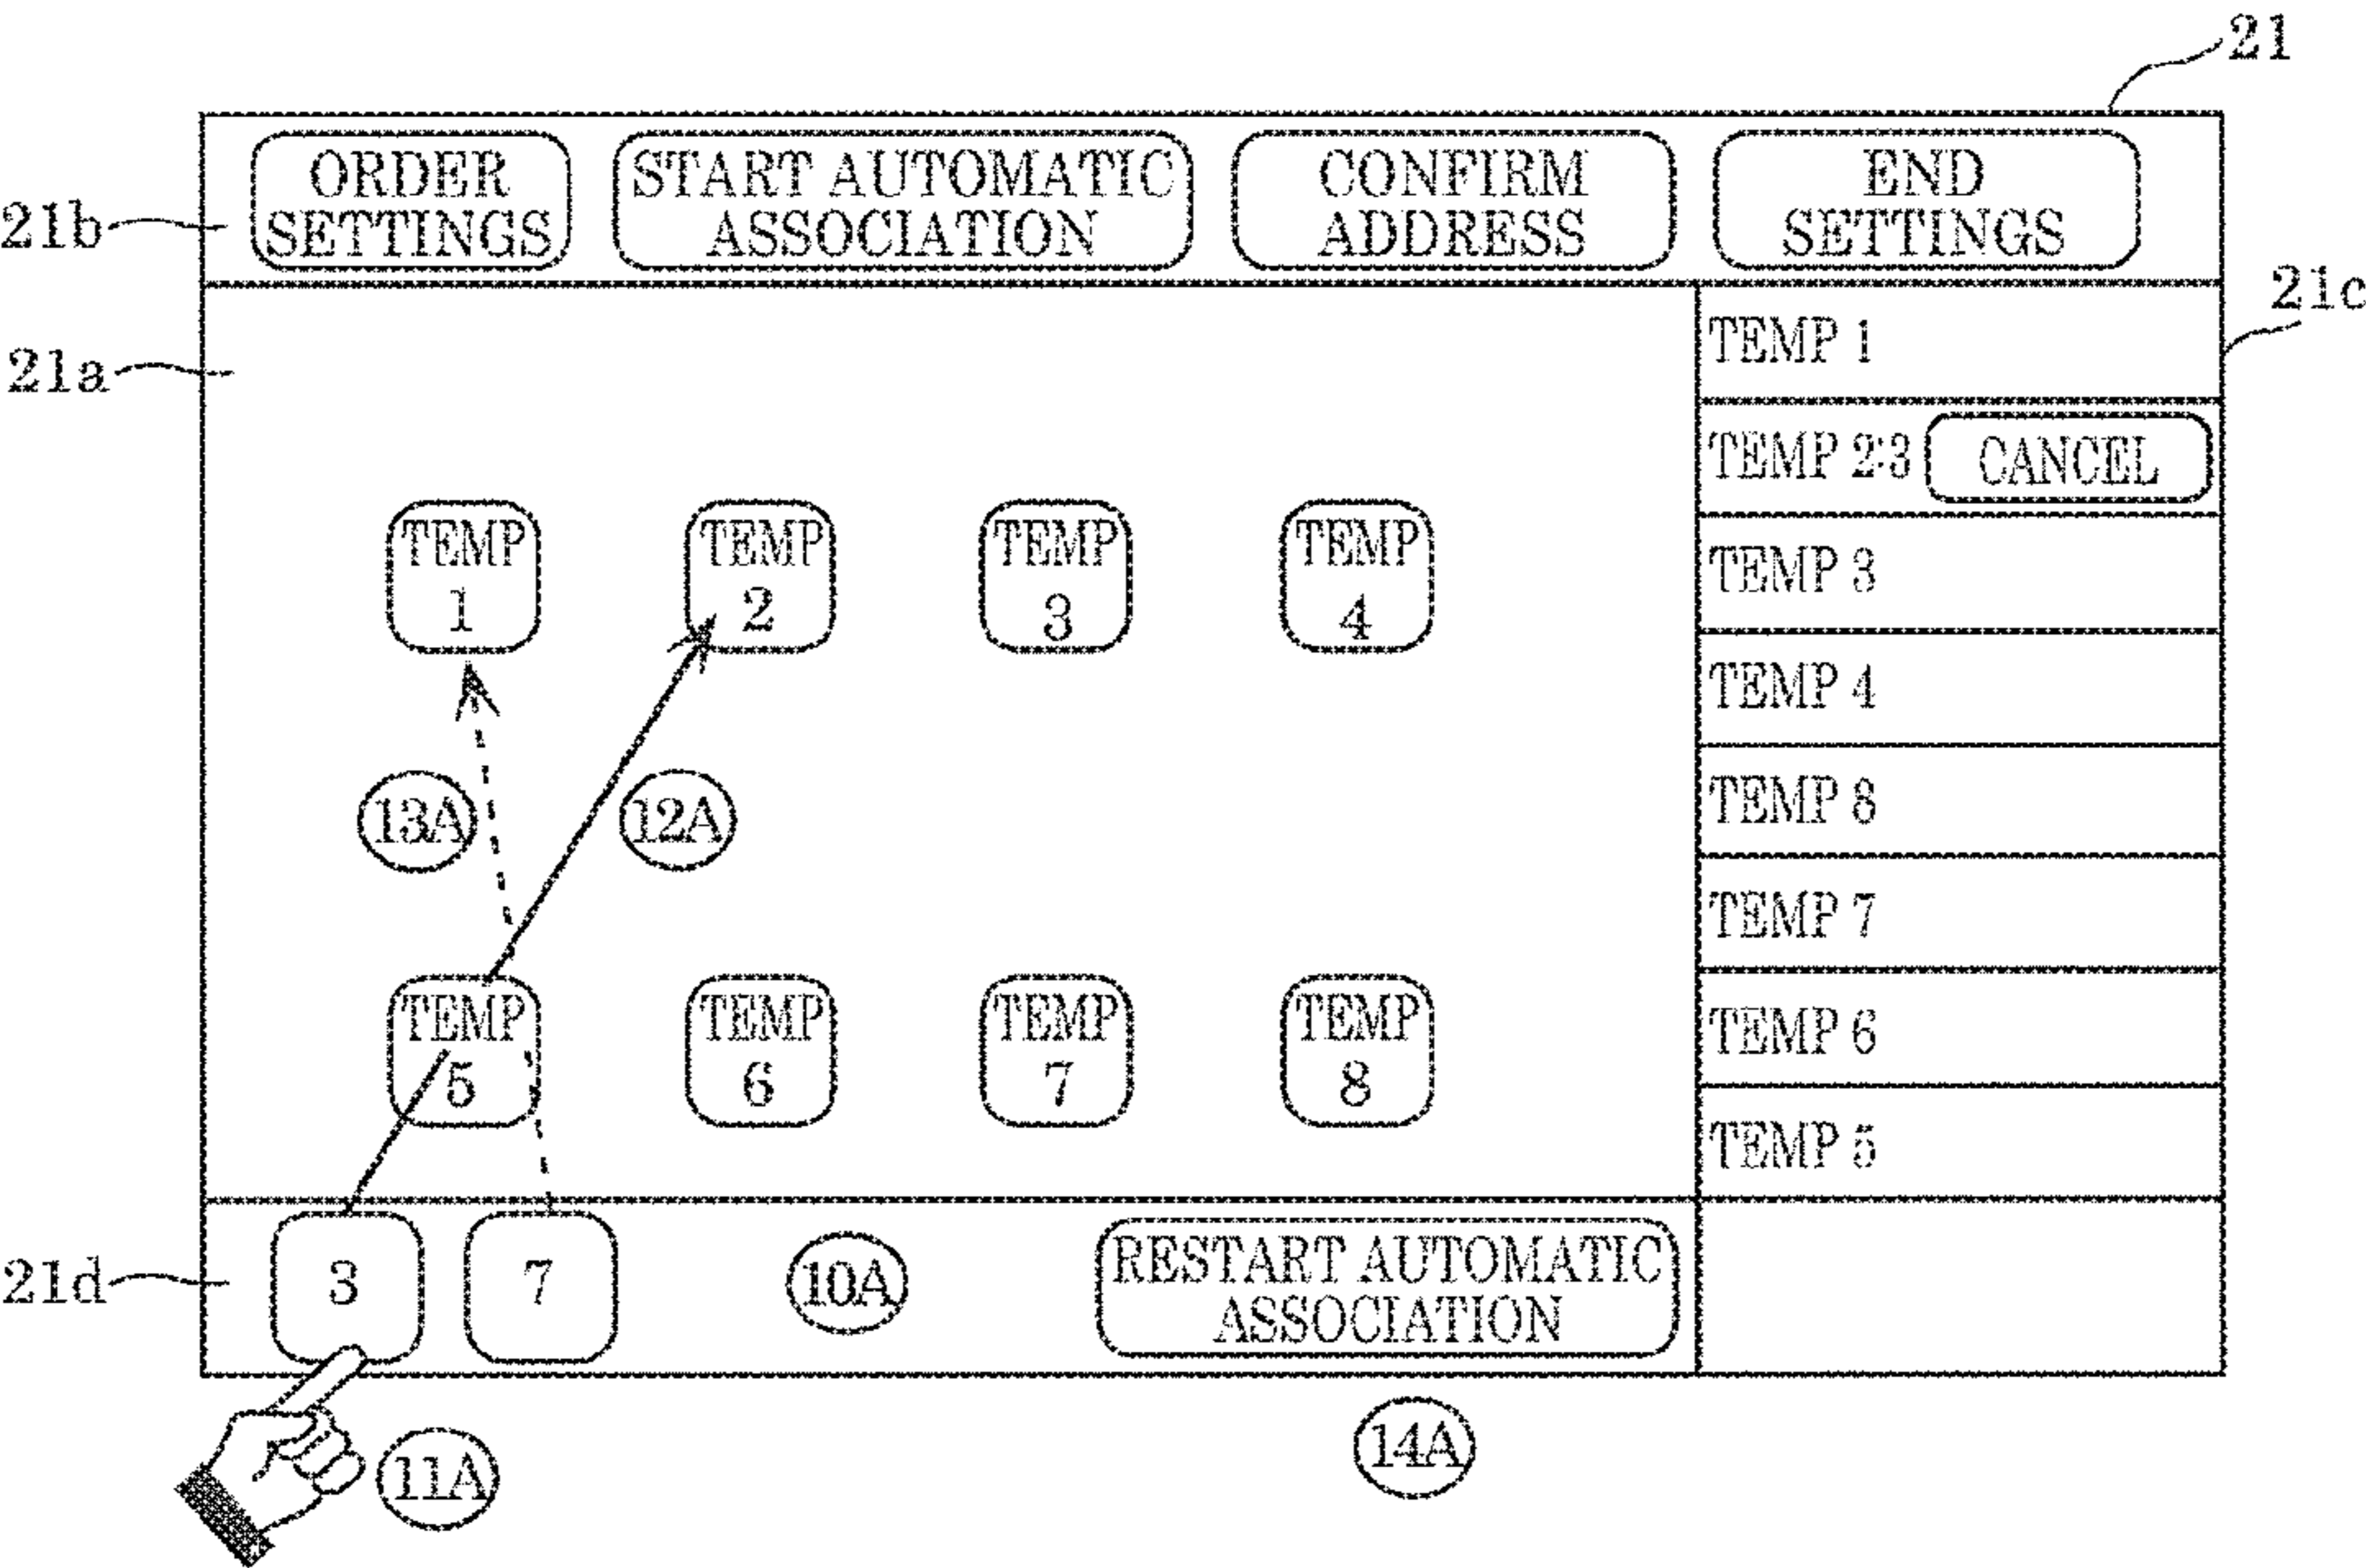 21
ORDER
SETTINGS
START AUTOMATIC
ASSOCIATION
CONFIRM
ADDRESS
END
SETTINGS
21b
21c
21a
TEMP 1
TEMP 2:3
CANCEL
TEMP 3
TEMP 4
TEMP 8
TEMP 7
TEMP 6
TEMP 5
TEMP
1
TEMP
2
TEMP
3
TEMP
4
13A
12A
TEMP
5
TEMP
6
TEMP
7
TEMP
8
21d
3
7
10A
RESTART AUTOMATIC
ASSOCIATION
11A
14A